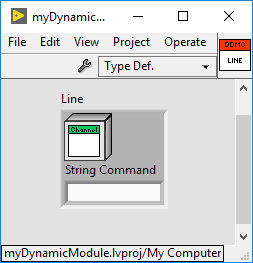 myDynamic...
File Edit View Project Operate
DDMC
LINE
Type Def.
Line
Channel
String Command
myDynamicModule.lvproj/My Computer